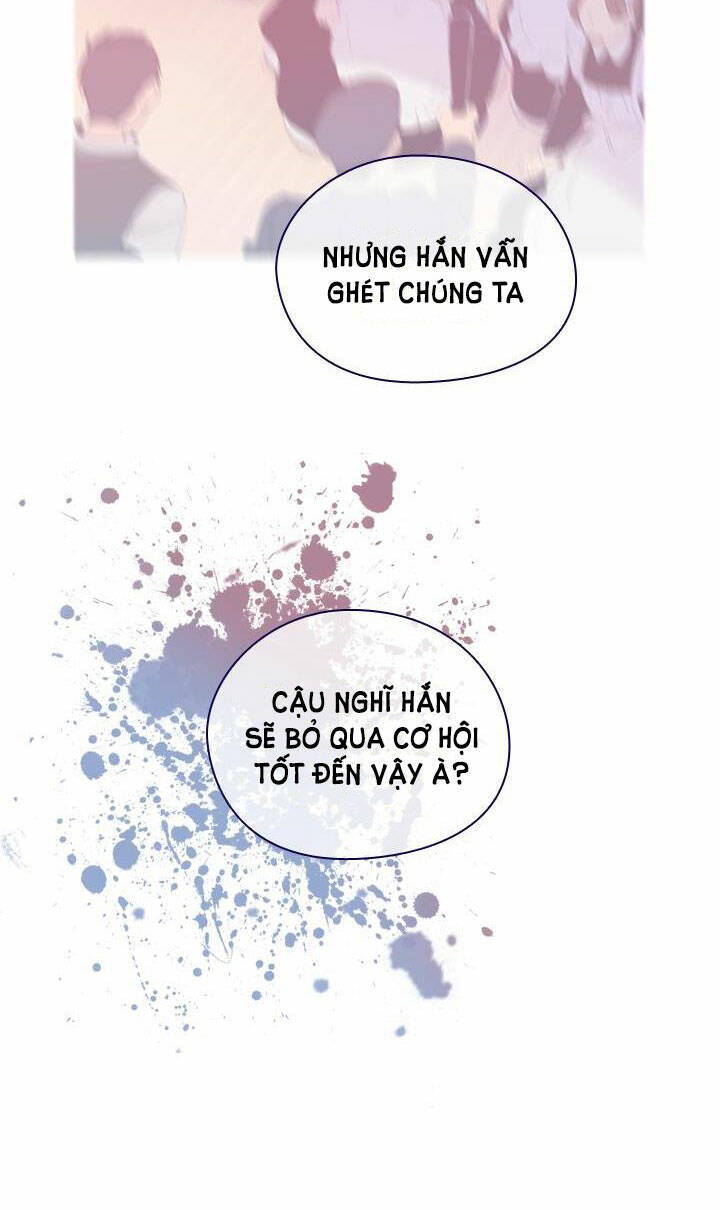 NHƯNG HẮN VẪN
GHÉT CHÚNG TA
CẬU NGHĨ HẮN
SẼ BỎ QUA CƠ HỘI
TỐT ĐẾN VẬY À?